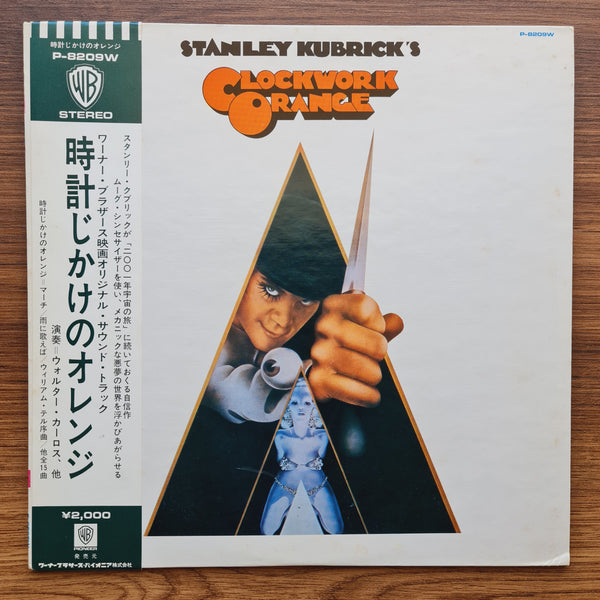 時計じかけのオレンジ
P-8209W
WB
STEREO
スタンリー・クブリックが「二〇〇一年宇宙の旅」に続いておくる自信作
ムーグ・シンセサイザーを使い、メカニックな悪夢の世界を浮かびあがらせる
ワーナー・ブラザース映画オリジナル・サウンド・トラック
時計じかけのオレンジ
演奏=ウォルター・カーロス、他
時計じかけのオレンジ=マーチ/雨に歌えば/ウィリアム・テル序曲/他全15曲
¥2,000
WB
PIONEER
発売元
ワーナーブラザース・パイオニア株式会社
P-8209W
STANLEY KUBRICK'S
CLOCKWORK
ORANGE